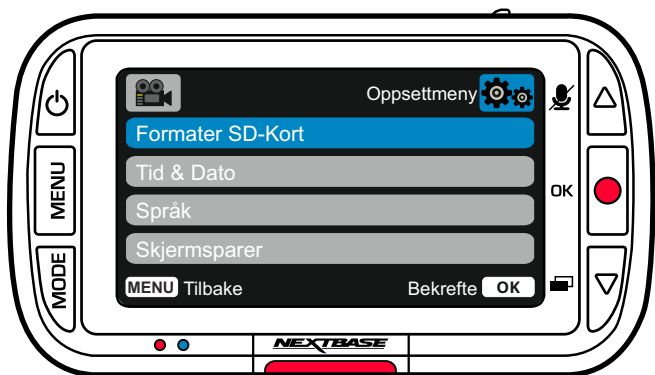 Oppsettmeny
Formater SD-Kort
Tid & Dato
Språk
Skjermsparer
MENU Tilbake
Bekrefte OK
MENU
MODE
OK
NEXTBASE